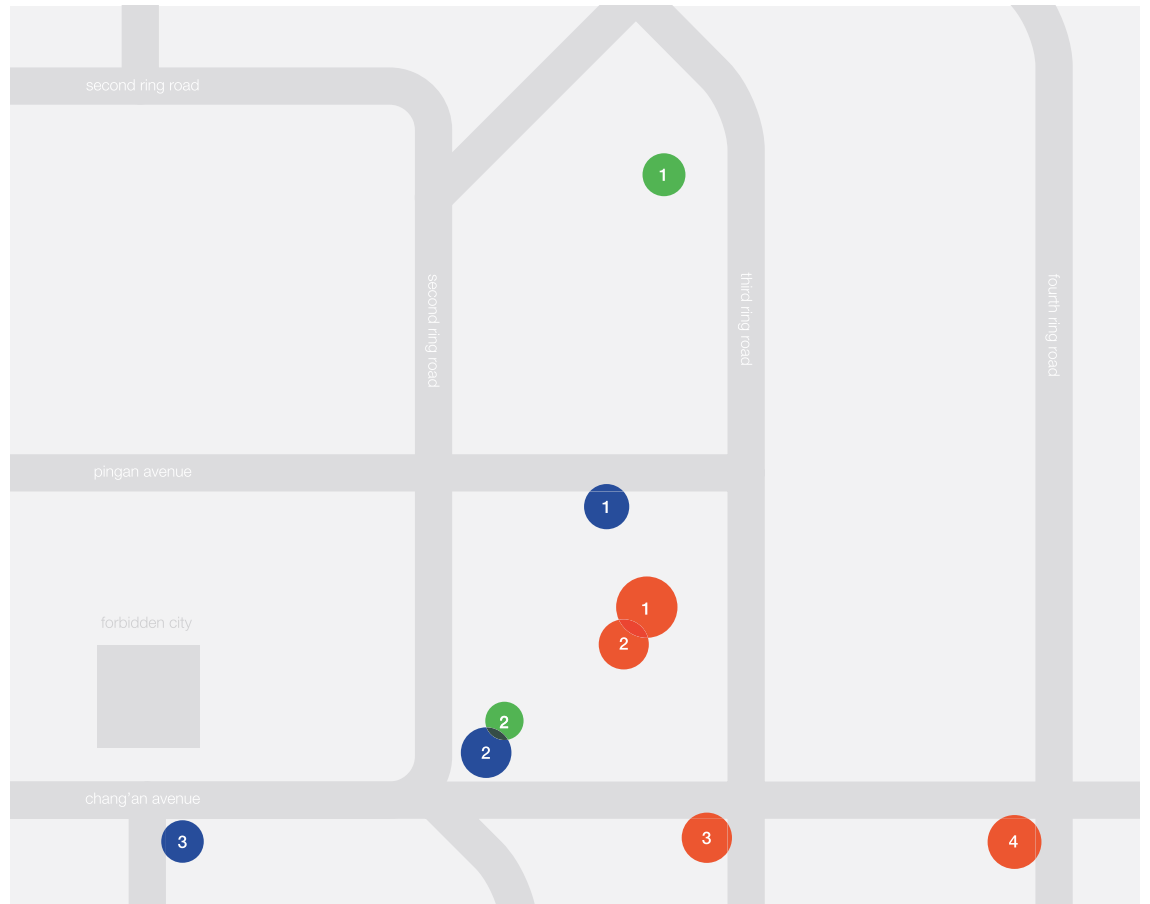 second ring road
1
second ring road
third ring road
fourth ring road
pingan avenue
1
1
forbidden city
2
2
2
chang'an avenue
3
3
4